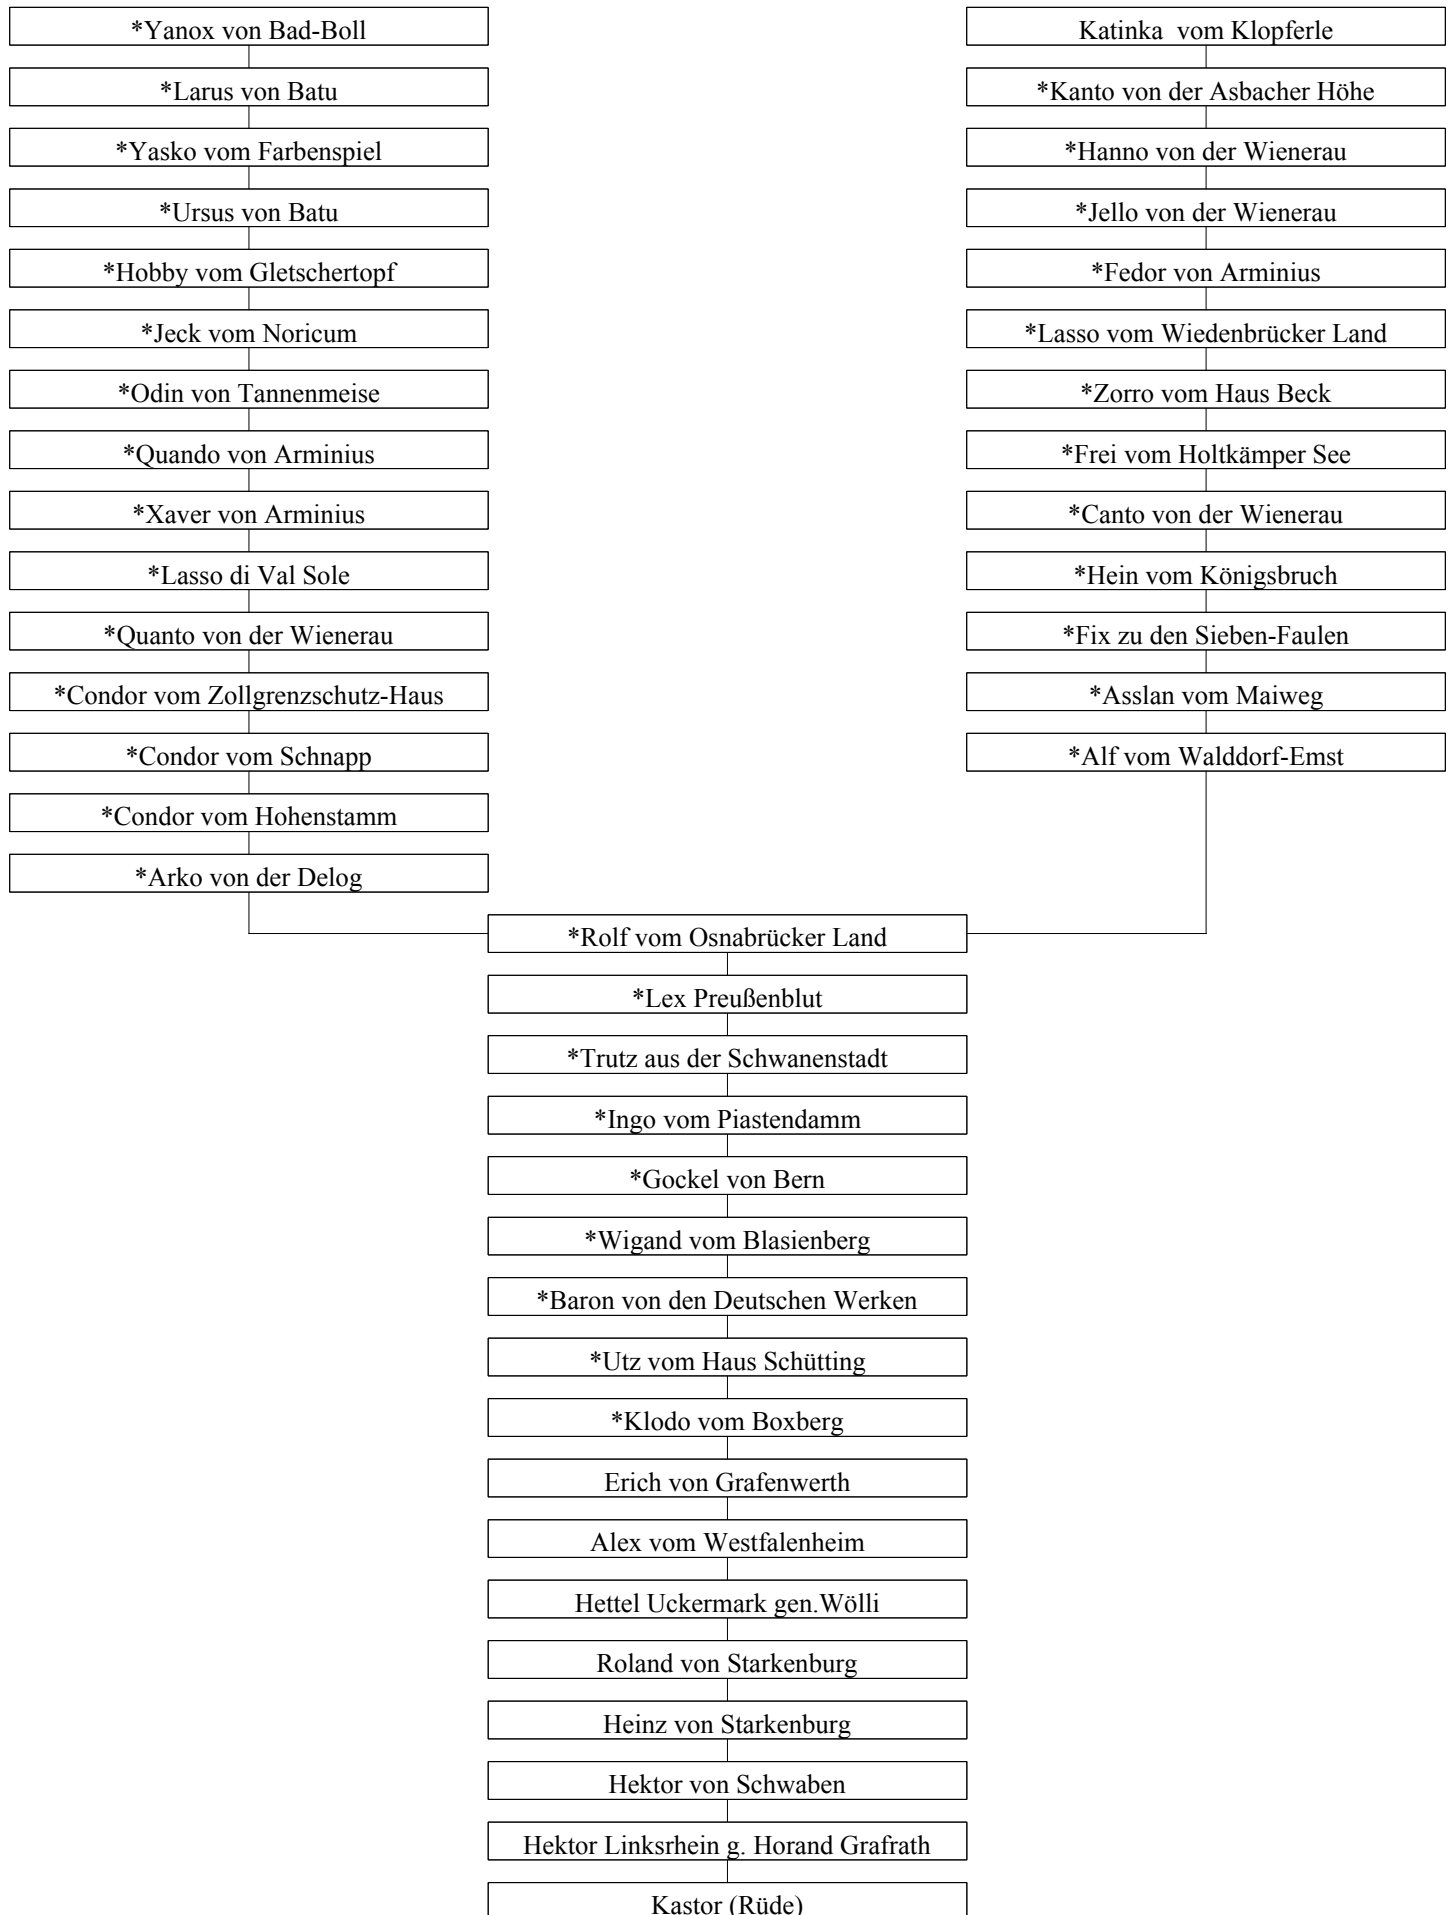 *Yanox von Bad-Boll
*Larus von Batu
*Yasko vom Farbenspiel
*Ursus von Batu
*Hobby vom Gletschertopf
*Jeck vom Noricum
*Odin von Tannenmeise
*Quando von Arminius
*Xaver von Arminius
*Lasso di Val Sole
*Quanto von der Wienerau
*Condor vom Zollgrenzschutz-Haus
*Condor vom Schnapp
*Condor vom Hohenstamm
*Arko von der Delog
Katinka vom Klopferle
*Kanto von der Asbacher Höhe
*Hanno von der Wienerau
*Jello von der Wienerau
*Fedor von Arminius
*Lasso vom Wiedenbrücker Land
*Zorro vom Haus Beck
*Frei vom Holtkämper See
*Canto von der Wienerau
*Hein vom Königsbruch
*Fix zu den Sieben-Faulen
*Asslan vom Maiweg
*Alf vom Walddorf-Emst
*Rolf vom Osnabrücker Land
*Lex Preußenblut
*Trutz aus der Schwanenstadt
*Ingo vom Piastendamm
*Gockel von Bern
*Wigand vom Blasienberg
*Baron von den Deutschen Werken
*Utz vom Haus Schütting
*Klodo vom Boxberg
Erich von Grafenwerth
Alex vom Westfalenheim
Hettel Uckermark gen.Wölli
Roland von Starkenburg
Heinz von Starkenburg
Hektor von Schwaben
Hektor Linksrhein g. Horand Grafrath
Kastor (Rüde)